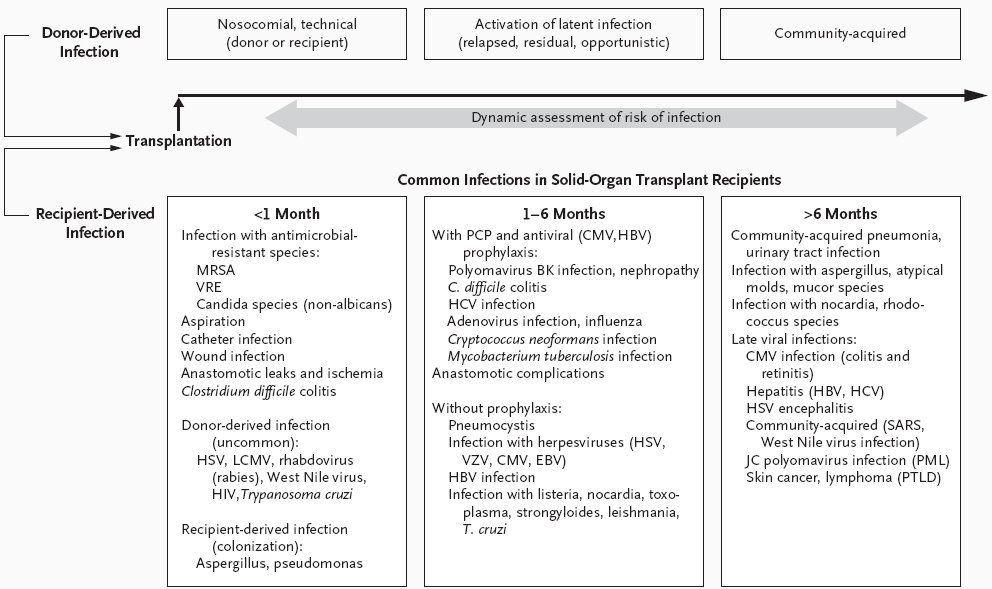 Donor-Derived
Infection
Nosocomial, technical
(donor or recipient)
Activation of latent infection
(relapsed, residual, opportunistic)
Community-acquired
Dynamic assessment of risk of infection
Transplantation
Recipient-Derived
Infection
Common Infections in Solid-Organ Transplant Recipients
<1 Month
Infection with antimicrobial-
resistant species:
MRSA
VRE
Candida species (non-albicans)
Aspiration
Catheter infection
Wound infection
Anastomotic leaks and ischemia
Clostridium difficile colitis
Donor-derived infection
(uncommon):
HSV, LCMV, rhabdovirus
(rabies), West Nile virus,
HIV, Trypanosoma cruzi
Recipient-derived infection
(colonization):
Aspergillus, pseudomonas
1–6 Months
With PCP and antiviral (CMV, HBV)
prophylaxis:
Polyomavirus BK infection, nephropathy
C. difficile colitis
HCV infection
Adenovirus infection, influenza
Cryptococcus neoformans infection
Mycobacterium tuberculosis infection
Anastomotic complications
Without prophylaxis:
Pneumocystis
Infection with herpesviruses (HSV,
VZV, CMV, EBV)
HBV infection
Infection with listeria, nocardia, toxo-
plasma, strongyloides, leishmania,
T. cruzi
>6 Months
Community-acquired pneumonia,
urinary tract infection
Infection with aspergillus, atypical
molds, mucor species
Infection with nocardia, rhodo-
coccus species
Late viral infections:
CMV infection (colitis and
retinitis)
Hepatitis (HBV, HCV)
HSV encephalitis
Community-acquired (SARS,
West Nile virus infection)
JC polyomavirus infection (PML)
Skin cancer, lymphoma (PTLD)